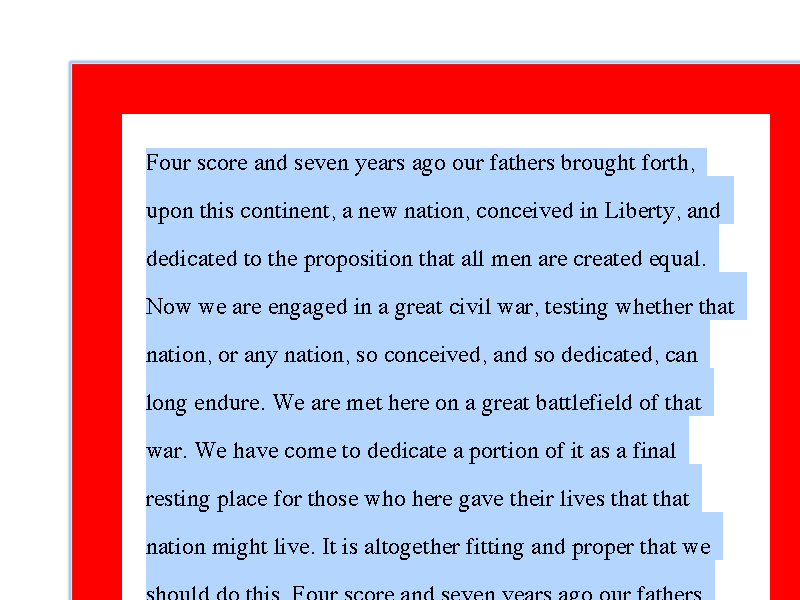 Four score and seven years ago our fathers brought forth,
upon this continent, a new nation, conceived in Liberty, and
dedicated to the proposition that all men are created equal.
Now we are engaged in a great civil war, testing whether that
nation, or any nation, so conceived, and so dedicated, can
long endure. We are met here on a great battlefield of that
war. We have come to dedicate a portion of it as a final
resting place for those who here gave their lives that that
nation might live. It is altogether fitting and proper that we
should do this. Four score and seven years ago our fathers